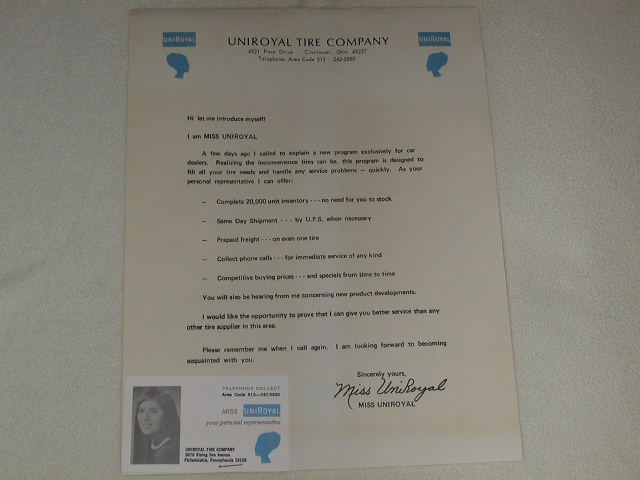 UNIROYAL
UNIROYAL TIRE COMPANY
UNIROYAL
4921 Para Drive Cincinnati, Ohio 45237
Telephone: Area Code 513 242-5880
Hi let me introduce myself!
I am MISS UNIROYAL
A few days ago I called to explain a new program exclusively for car
dealers. Realizing the inconvenience tires can be, this program is designed to
fill all your tire needs and handle any service problems – quickly. As your
personal representative I can offer:
– Complete 20,000 unit inventory - - - no need for you to stock
– Same Day Shipment - - - by U.P.S. when necessary
– Prepaid freight - - - on even one tire
– Collect phone calls - - - for immediate service of any kind
– Competitive buying prices - - - and specials from time to time
You will also be hearing from me concerning new product developments.
I would like the opportunity to prove that I can give you better service than any
other tire supplier in this area.
Please remember me when I call again. I am looking forward to becoming
acquainted with you.
Sincerely yours,
Miss UniRoyal
MISS UNIROYAL
TELEPHONE COLLECT
Area Code 513—242-5880
MISS UNIROYAL
your personal representative
UNIROYAL TIRE COMPANY
5670 Rising Sun Avenue
Philadelphia, Pennsylvania 19120